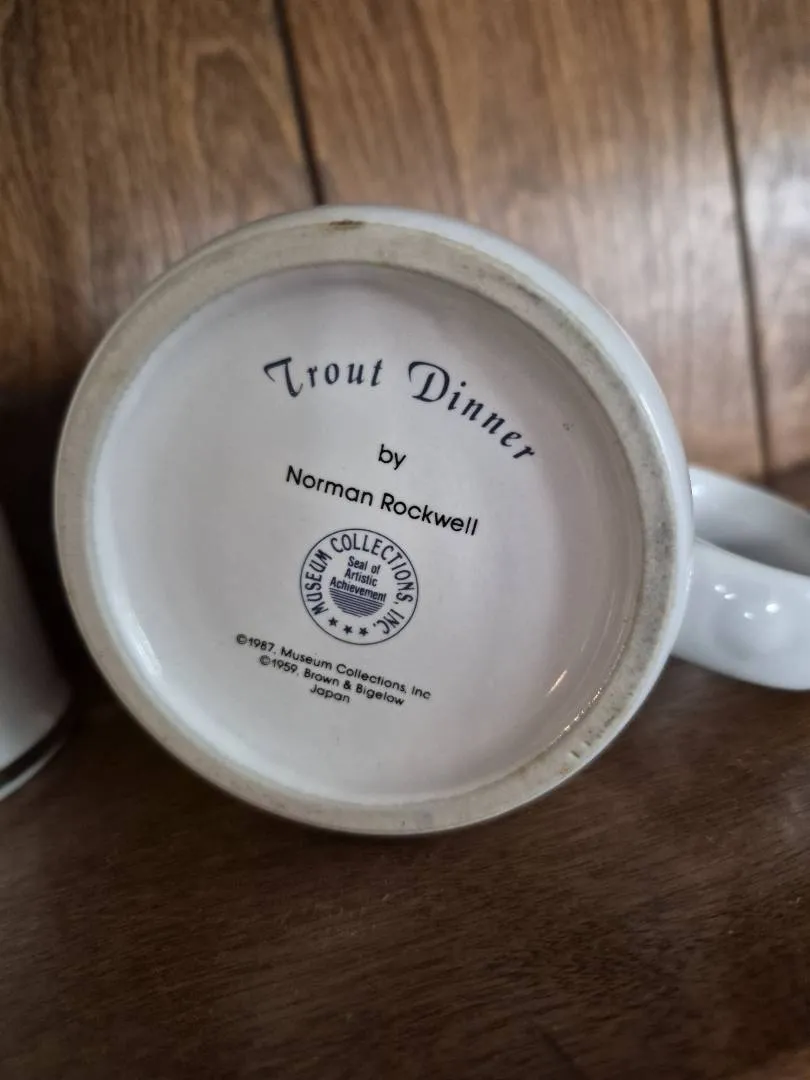 Trout Dinner
by
Norman Rockwell
MUSEUM COLLECTIONS, INC.
Seal of
Artistic
Achievement
©1987, Museum Collections, Inc
©1959, Brown & Bigelow
Japan